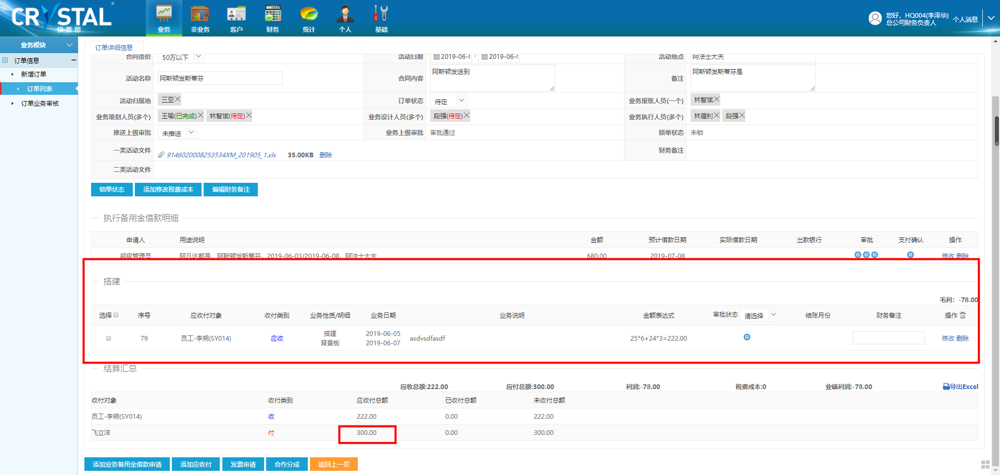 CRYSTAL
快思图
业务
非业务
客户
财务
统计
个人
基础
您好，HQ004(李泽华)
总公司财务负责人
个人消息
业务模块
订单信息
新增订单
订单列表
订单业务审核
订单详细信息
合同造价 50万以下 活动日期 2019-06-( - 2019-06-( 活动地点 阿法士大夫
活动名称 阿斯顿发斯蒂芬 合同内容 阿斯顿发送到 备注 阿斯顿发斯蒂芬是
活动归属地 三亚 订单状态 待定 业务报账人员(一个) 林智斌
业务策划人员(多个) 王喻(已完成) 林智斌(待定) 业务设计人员(多个) 段强(待定) 业务执行人员(多个) 林蕴钊 段强
推送上级审批 未推送 业务上级审批 审批通过 锁单状态 未锁
一类活动文件 9146020008253534XM_201905_1.xls 35.00KB 删除 财务备注
二类活动文件
锁单状态 添加修改税费成本 编辑财务备注
执行备用金借款明细
申请人 用途说明 金额 预计借款日期 实际借款日期 出款银行 审批 支付确认 操作
超级管理员 阿凡达都是，阿斯顿发斯蒂芬，2019-06-03/2019-06-08，阿法士大夫 680.00 2019-07-08 修改 删除
搭建
毛利：-78.00
选择 序号 应收付对象 收付类别 业务性质/明细 业务日期 业务说明 金额表达式 审批状态 请选择 结账月份 财务备注 操作
79 员工-李朔(SY014) 应收 搭建 2019-06-05 asdvsdfasdf 25*6+24*3=222.00 修改 删除
背景板 2019-06-07
结算汇总
应收总额:222.00 应付总额:300.00 利润:-78.00 税费成本:0 业绩利润:-78.00 导出Excel
收付对象 收付类别 应收付总额 已收付总额 未收付总额
员工-李朔(SY014) 收 222.00 0.00 222.00
飞立洋 付 300.00 0.00 300.00
添加业务备用金借款申请 添加应收付 发票申请 合作分成 返回上一页